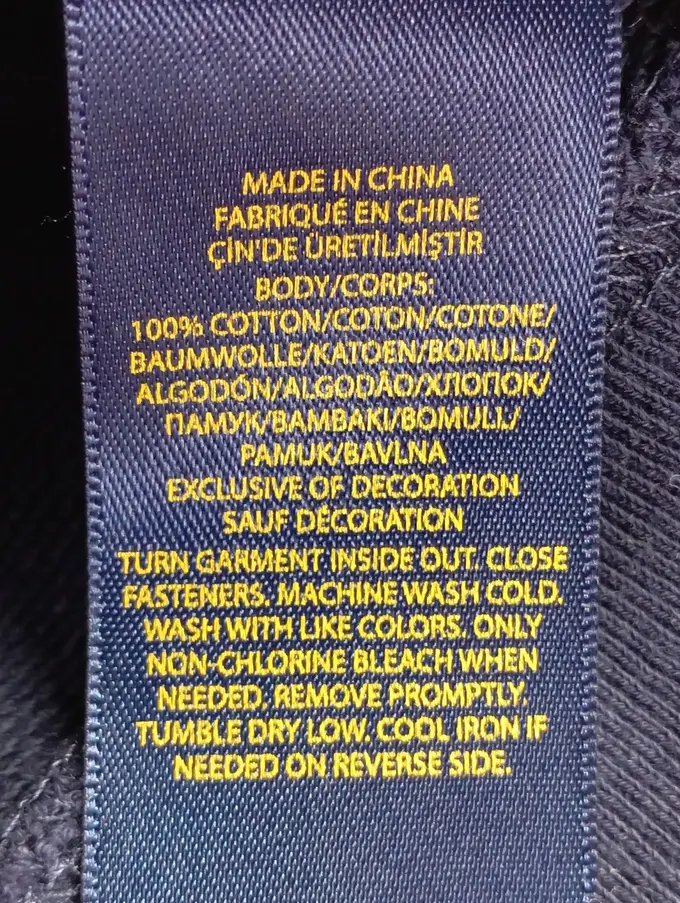 MADE IN CHINA
FABRIQUÉ EN CHINE
ÇİN'DE ÜRETİLMİŞTİR
BODY/CORPS:
100% COTTON/COTON/COTONE/
BAUMWOLLE/KATOEN/BOMULD/
ALGODÓN/ALGODÃO/ХЛОПОК/
ПАМУК/BAMBAKI/BOMULL/
PAMUK/BAVLNA
EXCLUSIVE OF DECORATION
SAUF DÉCORATION
TURN GARMENT INSIDE OUT. CLOSE
FASTENERS. MACHINE WASH COLD.
WASH WITH LIKE COLORS. ONLY
NON-CHLORINE BLEACH WHEN
NEEDED. REMOVE PROMPTLY.
TUMBLE DRY LOW. COOL IRON IF
NEEDED ON REVERSE SIDE.